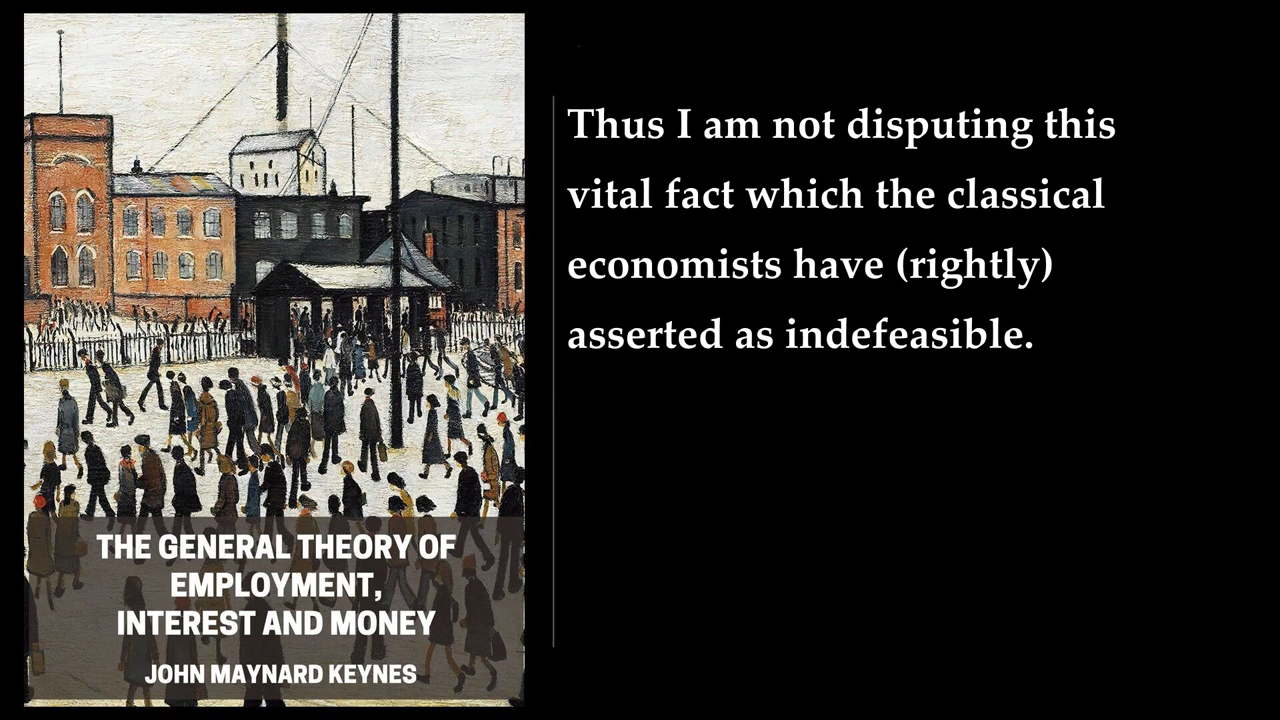 Thus I am not disputing this
vital fact which the classical
economists have (rightly)
asserted as indefeasible.
THE GENERAL THEORY OF
EMPLOYMENT,
INTEREST AND MONEY
JOHN MAYNARD KEYNES